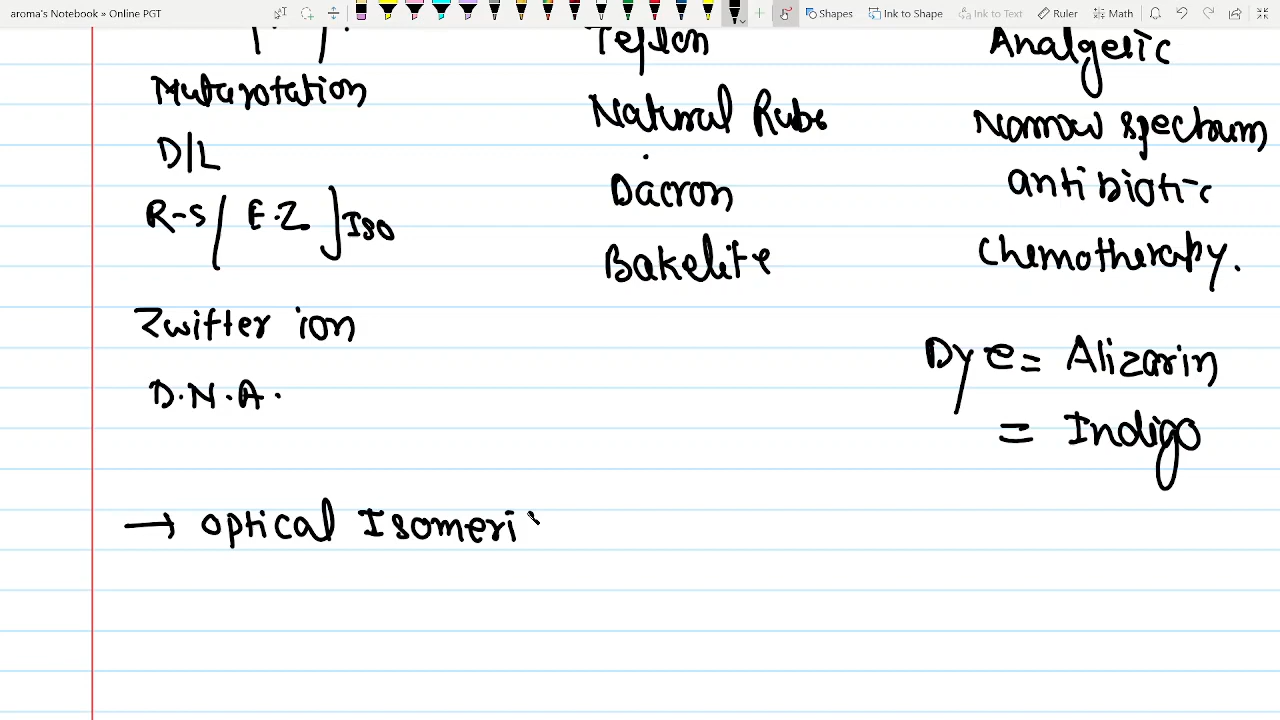 aroma's Notebook » Online PGT
Shapes
Ink to Shape
Ink to Text
Ruler
Math
Mutarotation
D/L
R-S/ E.Z ] Iso
Zwitter ion
D.N.A.
→ Optical Isomeri
Teflon
Natural Rube
Dacron
Bakelite
Analgesic
Narrow spectrum
antibiotic
Chemotherapy.
Dye= Alizarin
= Indigo